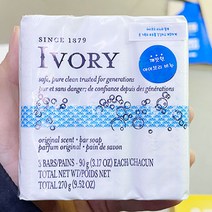 SINCE 1879
IVORY
safe, pure clean trusted for generations
pur et sans danger; de confiance depuis des générations
original scent • bar soap
parfum original • pain de savon
3 BARS/PAINS - 90 g (3.17 OZ) EACH/CHACUN
TOTAL NET WT/POIDS NET
TOTAL 270 g (9.52 OZ)